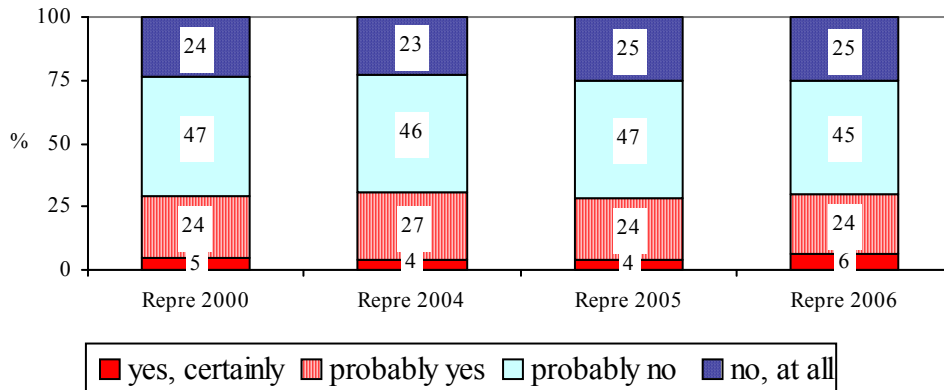 100
24
23
25
25
75
47
46
47
45
%
50
25
24
27
24
24
5
4
4
6
0
Repre 2000
Repre 2004
Repre 2005
Repre 2006
yes, certainly
probably yes
probably no
no, at all